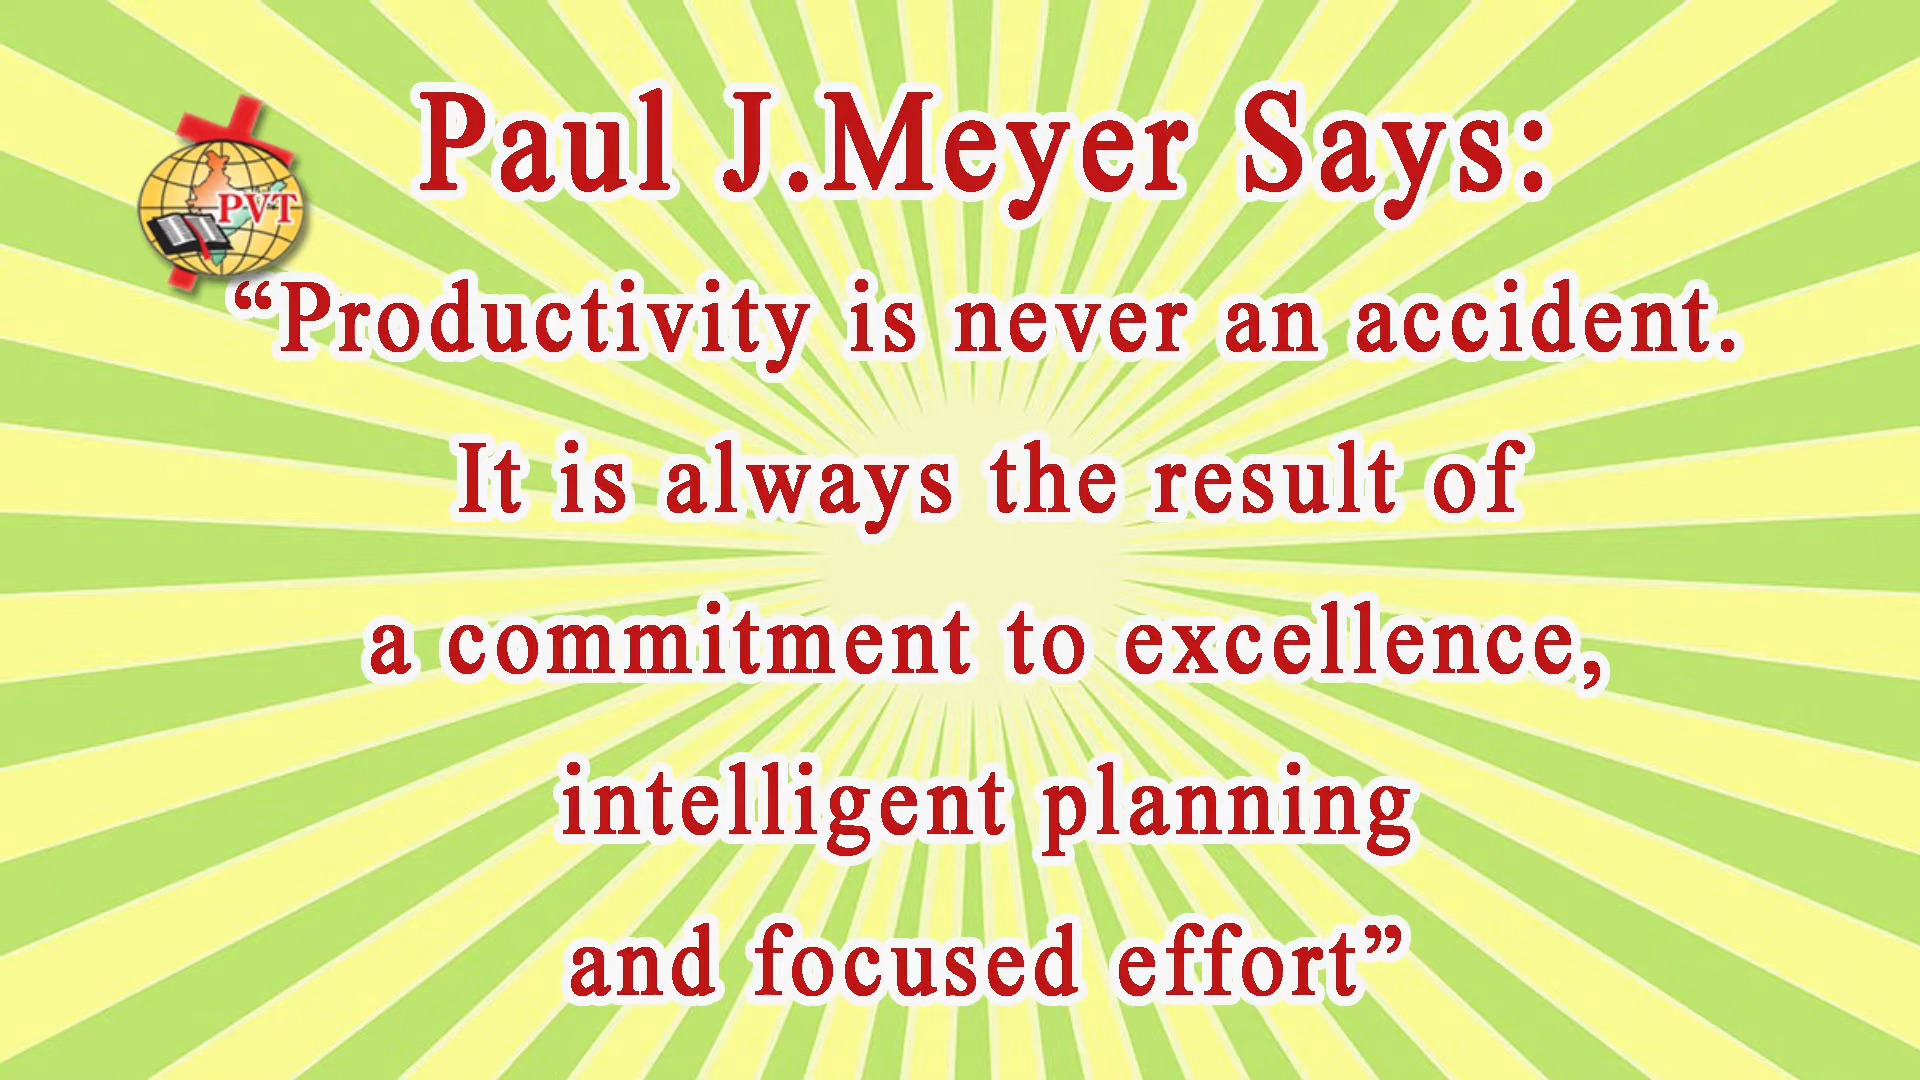 Paul J.Meyer Says:
PVT
“Productivity is never an accident.
It is always the result of
a commitment to excellence,
intelligent planning
and focused effort”